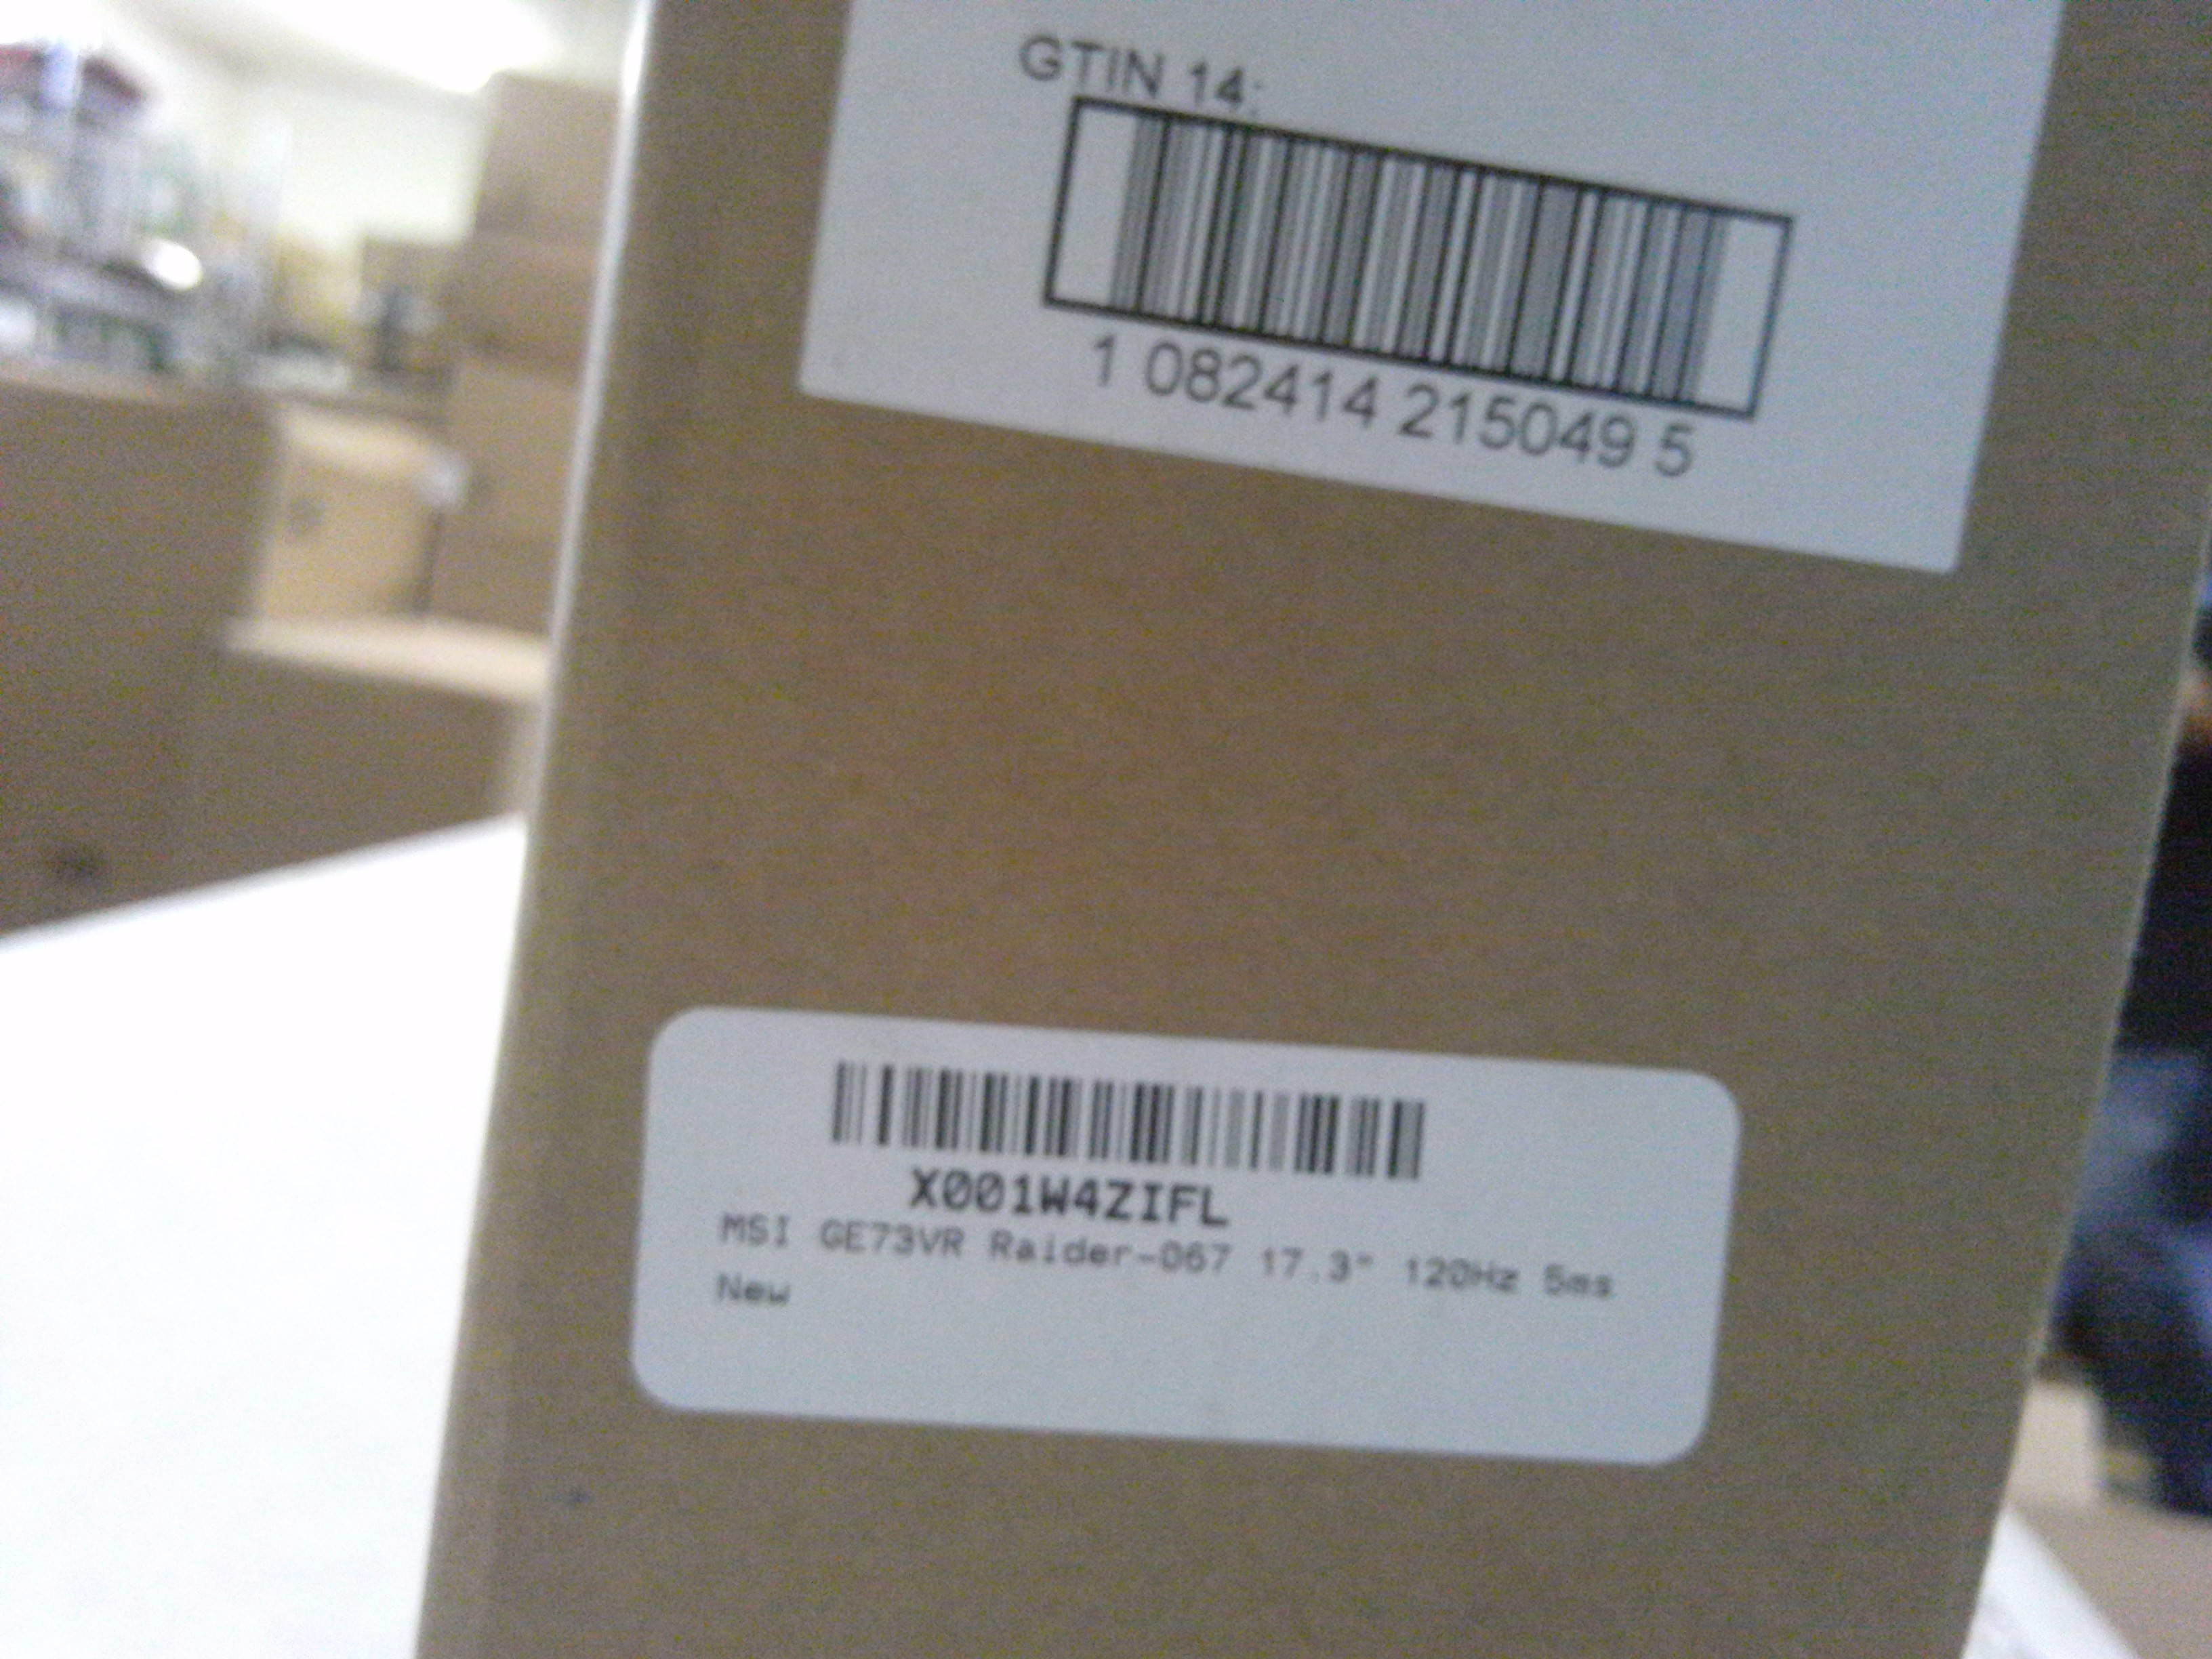 GTIN 14:
1 082414 215049 5
X001W4ZIFL
MSI GE73VR Raider-067 17.3" 120Hz 5ms
New